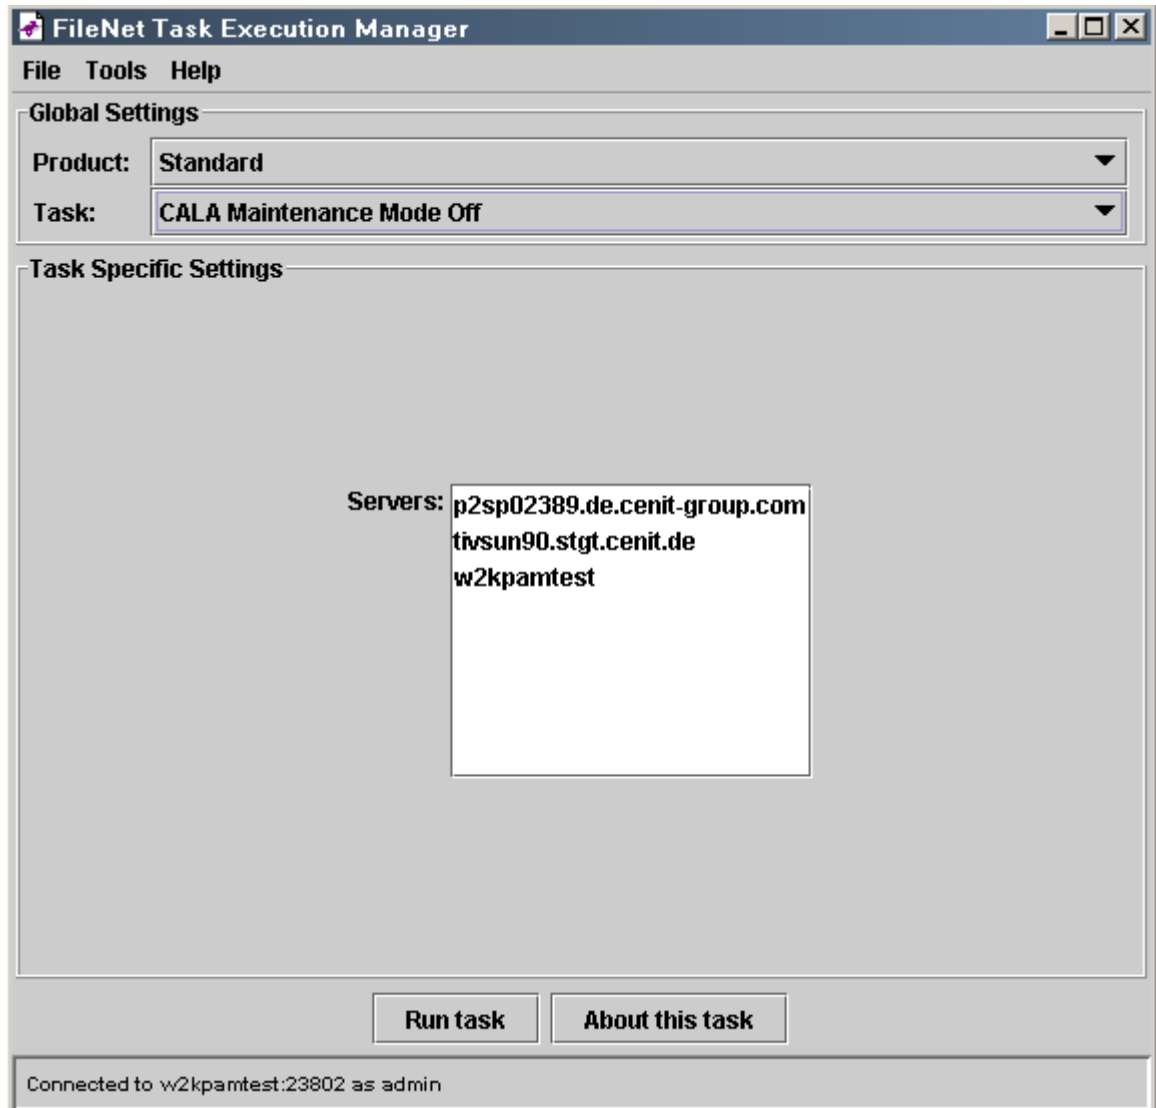 FileNet Task Execution Manager
File Tools Help
Global Settings
Product: Standard
Task: CALA Maintenance Mode Off
Task Specific Settings
Servers: p2sp02389.de.cenit-group.com
tivsun90.stgt.cenit.de
w2kpamtest
Run task About this task
Connected to w2kpamtest:23802 as admin